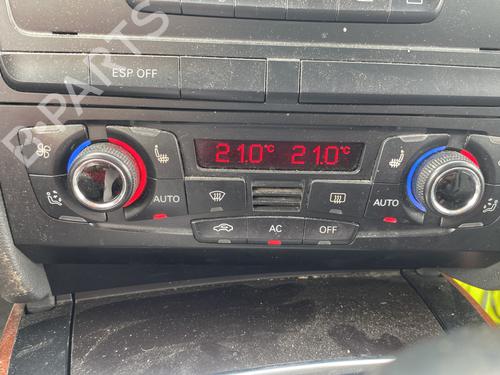 PARTS
ESP OFF
21.0°C 21.0°C
AUTO
AUTO
AC
OFF